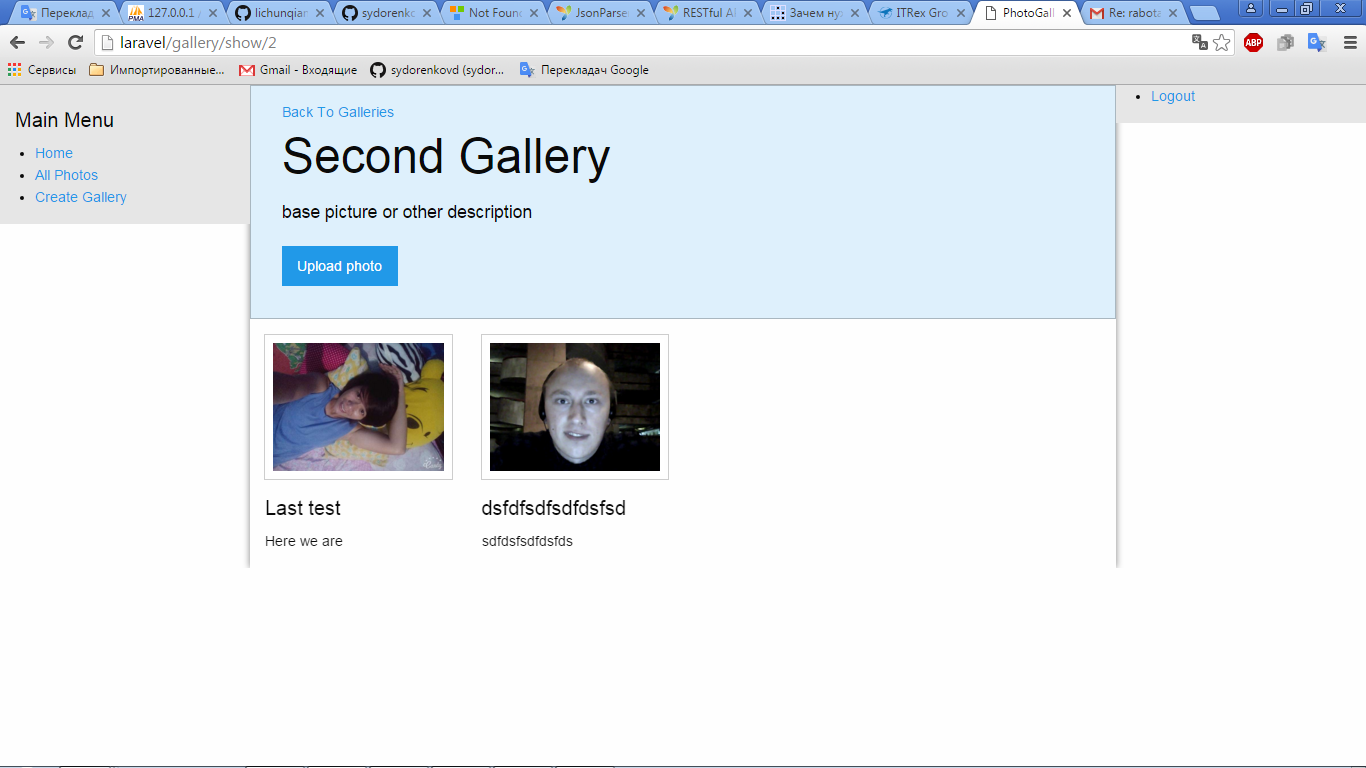 Переклад
127.0.0.1 /
lichunqian
sydorenko
Not Found
JsonParse
RESTful A
Зачем ну
ITRex Gro
PhotoGall
Re: rabota
laravel/gallery/show/2
Сервисы
Импортированные...
Gmail - Входящие
sydorenkovd (sydor...
Перекладач Google
Main Menu
Home
All Photos
Create Gallery
Back To Galleries
Second Gallery
base picture or other description
Upload photo
Logout
Last test
dsfdfsdfsdfdsfsd
Here we are
sdfdsfsdfdsfds
ABP
PMA